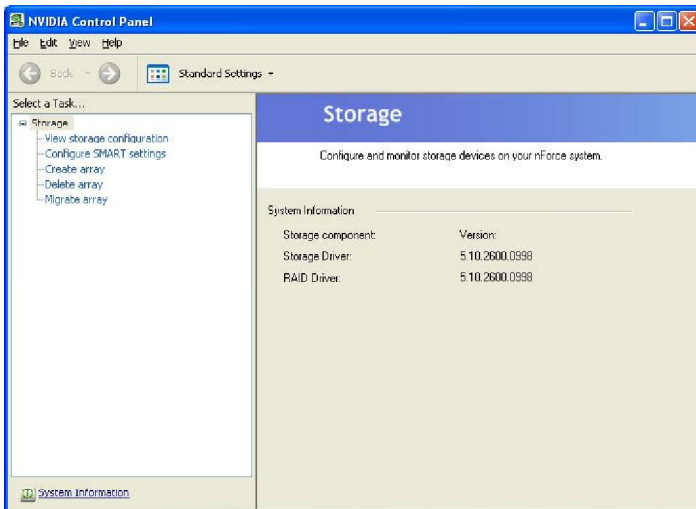 NVIDIA Control Panel
File Edit View Help
Back Standard Settings
Select a Task...
Storage
View storage configuration
Configure SMART settings
Create array
Delete array
Migrate array
System Information
Storage
Configure and monitor storage devices on your nForce system.
System Information
Storage component: Version:
Storage Driver: 5.10.2600.0998
RAID Driver: 5.10.2600.0998